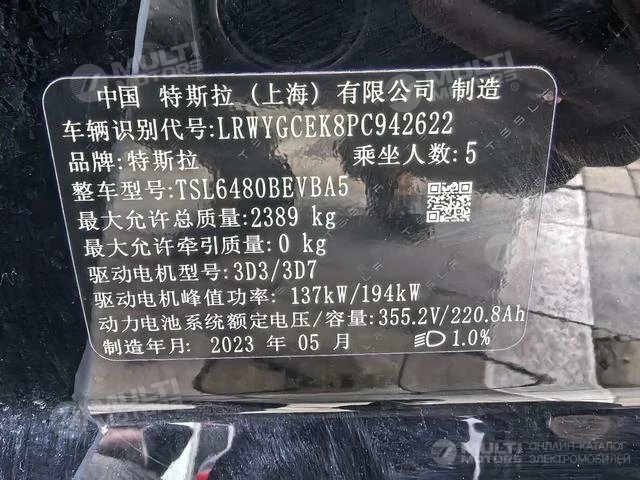 MULTI
MOTORS
中国 特斯拉(上海)有限公司 制造
车辆识别代号:LRWYGCEK8PC942622
品牌:特斯拉 乘坐人数:5
整车型号:TSL6480BEVBA5
最大允许总质量:2389 kg
最大允许牵引质量:0 kg
驱动电机型号:3D3/3D7
驱动电机峰值功率: 137kW/194kW
动力电池系统额定电压/容量:355.2V/220.8Ah
制造年月: 2023 年 05 月 1.0%
MULTI
MOTORS
ОНЛАЙН-КАТАЛОГ
ЭЛЕКТРОМОБИЛЕЙ